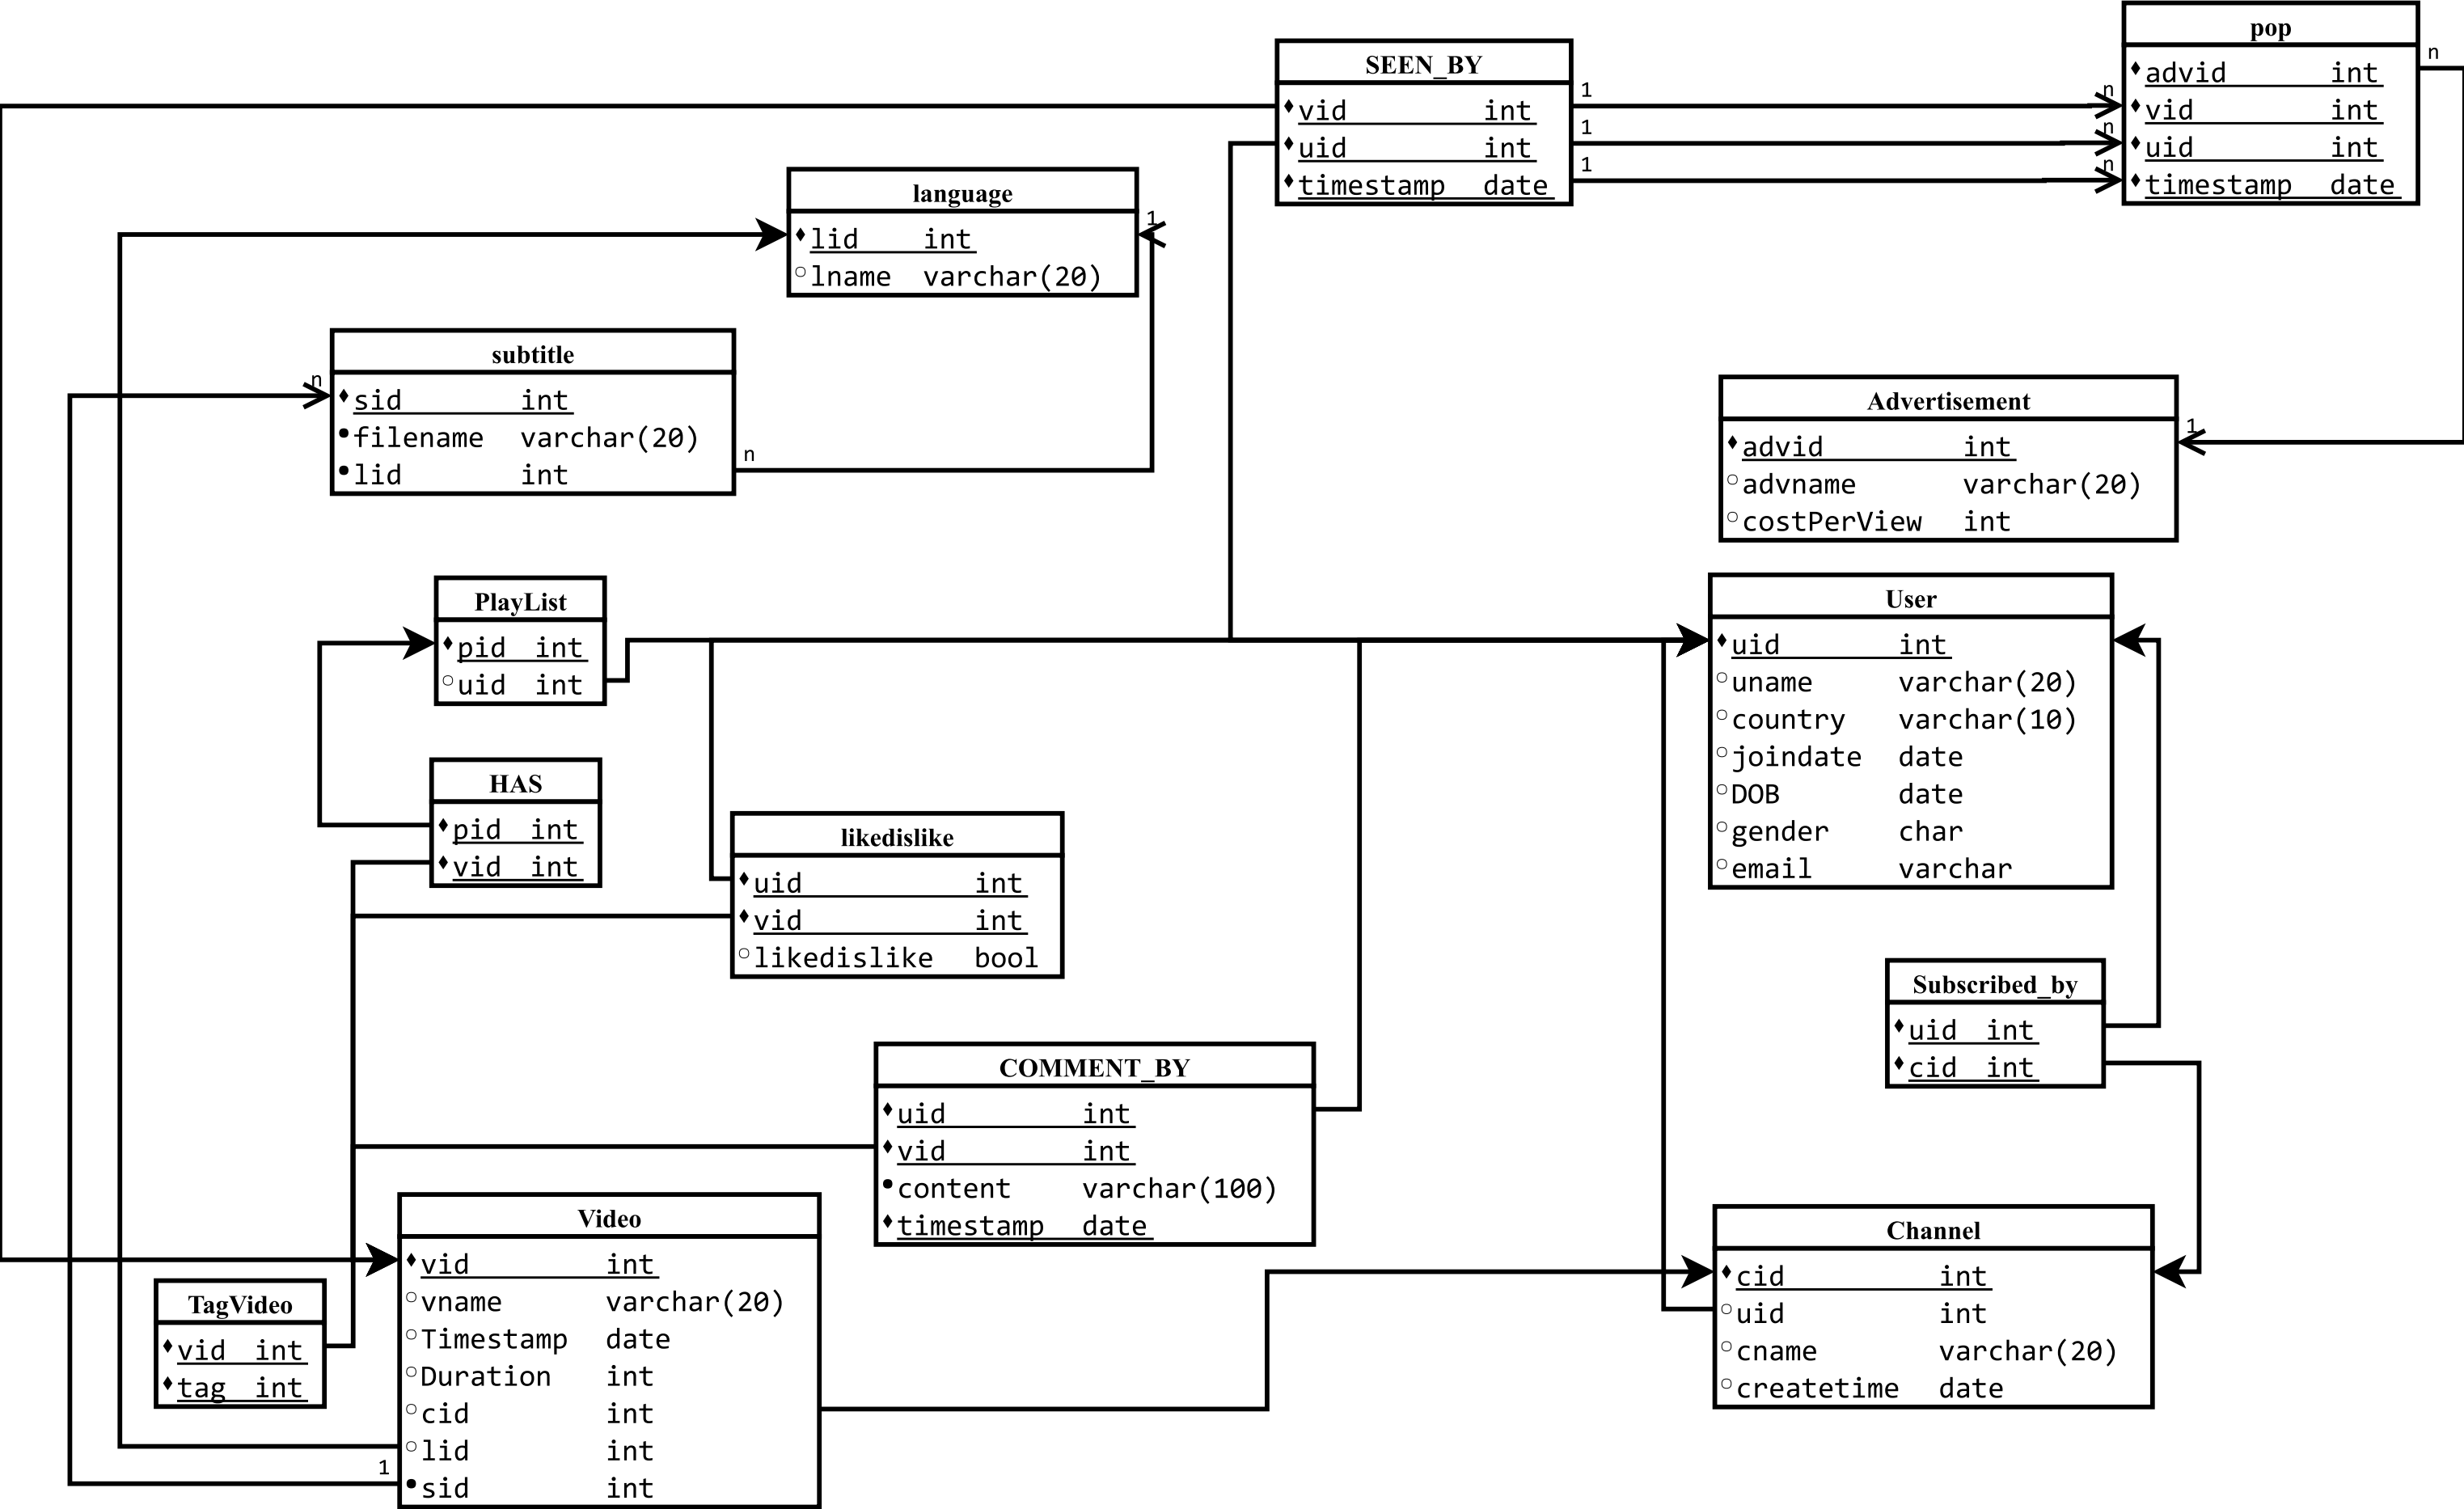 pop
advid int
vid int
uid int
timestamp date
n
n
n
n
SEEN_BY
vid int
uid int
timestamp date
1
1
1
language
lid int
lname varchar(20)
1
subtitle
sid int
filename varchar(20)
lid int
n
n
Advertisement
advid int
advname varchar(20)
costPerView int
1
PlayList
pid int
uid int
User
uid int
uname varchar(20)
country varchar(10)
joindate date
DOB date
gender char
email varchar
HAS
pid int
vid int
likedislike
uid int
vid int
likedislike bool
Subscribed_by
uid int
cid int
COMMENT_BY
uid int
vid int
content varchar(100)
timestamp date
Video
vid int
vname varchar(20)
Timestamp date
Duration int
cid int
lid int
sid int
1
TagVideo
vid int
tag int
Channel
cid int
uid int
cname varchar(20)
createtime date